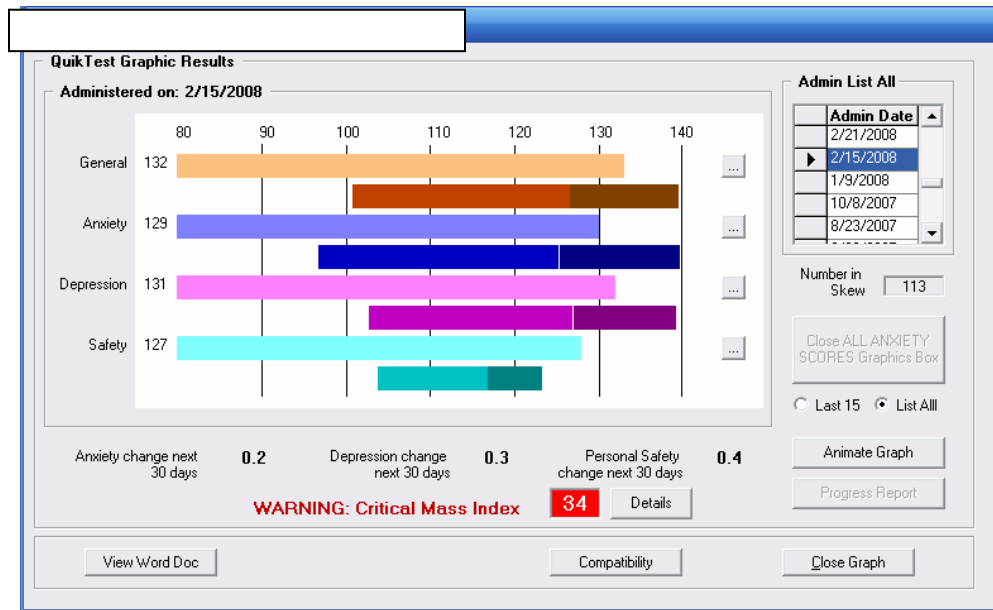 QuikTest Graphic Results
Administered on: 2/15/2008
80 90 100 110 120 130 140
General 132 ...
Anxiety 129 ...
Depression 131 ...
Safety 127 ...
Admin List All
Admin Date
2/21/2008
2/15/2008
1/9/2008
10/8/2007
8/23/2007
Number in
Skew 113
Close ALL ANXIETY
SCORES Graphics Box
Last 15 List Alll
Animate Graph
Progress Report
Anxiety change next
30 days 0.2
Depression change
next 30 days 0.3
Personal Safety
change next 30 days 0.4
WARNING: Critical Mass Index 34 Details
View Word Doc Compatibility Close Graph